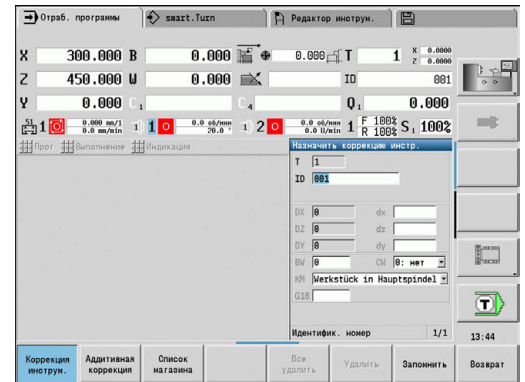 Отраб. программы smart.Turn Редактор инструм.
X 300.000 B 0.000 0.000 T 1 X 0.0000
Z 0.0000
Z 450.000 U 0.000 ID 001
Y 0.000 C 1 C 4 Q 1 0.000
S1 1 0.000 mm/1 0.0 mm/min 1) 1 0.0 об/мин 20.0 ° 1) 2 0.0 об/мин 0.0 U/min 1 F 100% R 100% S 1 100%
Прог Выполнение Индикация
Назначить коррекцию инстр.
T 1
ID 001
DX 0 dx
DZ 0 dz
DY 0 dy
BW 0 CW 0: нет
KM Werkstück in Hauptspindel
G16
Идентифик. номер 1/1
T
13:44
Коррекция инструм. Аддитивная коррекция Список магазина Все удалить Удалить Запомнить Возврат